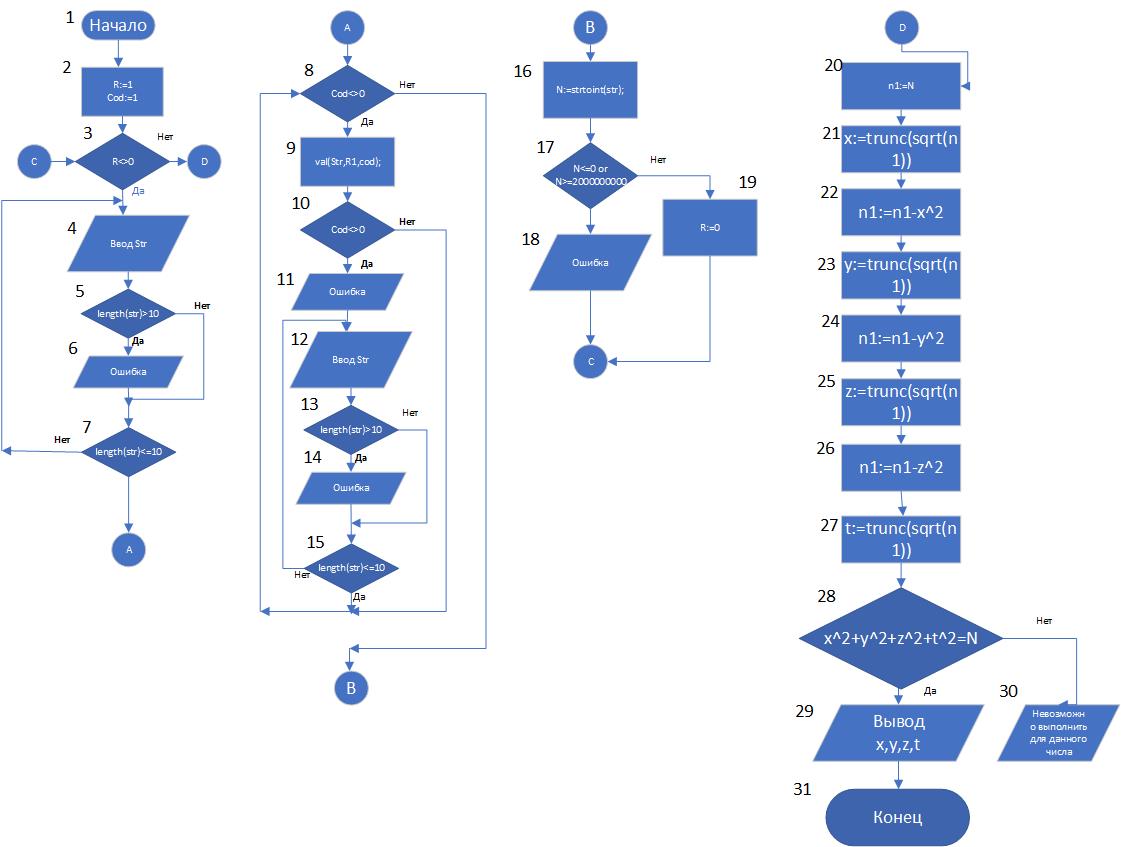 1
Начало
2
R:=1
Cod:=1
3
Нет
C
R<>0
D
Да
4
Ввод Str
5
length(str)>10
Нет
Да
6
Ошибка
7
Нет
length(str)<=10
A
A
8
Cod<>0
Нет
Да
9
val(Str,R1,cod);
10
Cod<>0
Нет
Да
11
Ошибка
12
Ввод Str
13
length(str)>10
Нет
Да
14
Ошибка
15
length(str)<=10
Нет
Да
B
B
16
N:=strtoint(str);
17
N<=0 or
N>=2000000000
Нет
19
R:=0
18
Ошибка
C
D
20
n1:=N
21
x:=trunc(sqrt(n
1))
22
n1:=n1-x^2
23
y:=trunc(sqrt(n
1))
24
n1:=n1-y^2
25
z:=trunc(sqrt(n
1))
26
n1:=n1-z^2
27
t:=trunc(sqrt(n
1))
28
x^2+y^2+z^2+t^2=N
Нет
Да
29
Вывод
x,y,z,t
30
Невозможн
о выполнить
для данного
числа
31
Конец